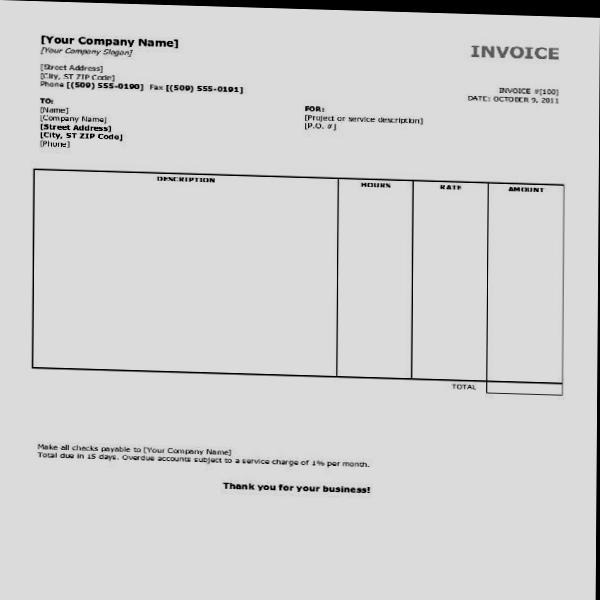 [Your Company Name]
[Your Company Slogan]
INVOICE
[Street Address]
[City, ST ZIP Code]
Phone [(509) 555-0190] Fax [(509) 555-0191]
INVOICE #[100]
DATE: OCTOBER 9, 2011
TO:
[Name]
[Company Name]
[Street Address]
[City, ST ZIP Code]
[Phone]
FOR:
[Project or service description]
[P.O. #]
DESCRIPTION HOURS RATE AMOUNT
TOTAL
Make all checks payable to [Your Company Name]
Total due in 15 days. Overdue accounts subject to a service charge of 1% per month.
Thank you for your business!